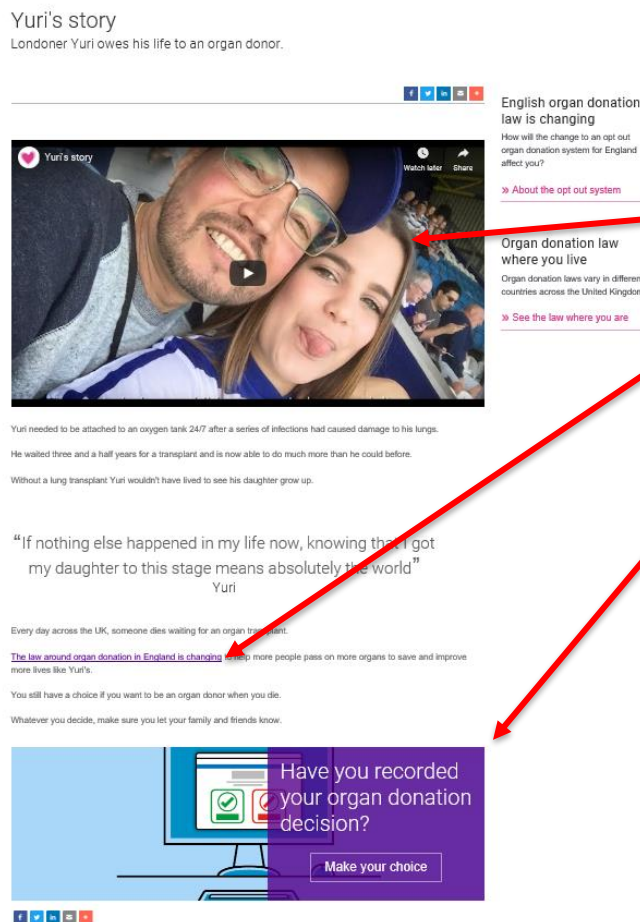 Yuri's story
Londoner Yuri owes his life to an organ donor.
Yuri's story
Watch later
Share
Yuri needed to be attached to an oxygen tank 24/7 after a series of infections had caused damage to his lungs.
He waited three and a half years for a transplant and is now able to do much more than he could before.
Without a lung transplant Yuri wouldn't have lived to see his daughter grow up.
“If nothing else happened in my life now, knowing that I got
my daughter to this stage means absolutely the world”
Yuri
Every day across the UK, someone dies waiting for an organ transplant.
The law around organ donation in England is changing to help more people pass on more organs to save and improve
more lives like Yuri's.
You still have a choice if you want to be an organ donor when you die.
Whatever you decide, make sure you let your family and friends know.
Have you recorded
your organ donation
decision?
Make your choice
English organ donation
law is changing
How will the change to an opt out
organ donation system for England
affect you?
» About the opt out system
Organ donation law
where you live
Organ donation laws vary in differen
countries across the United Kingdom
» See the law where you are